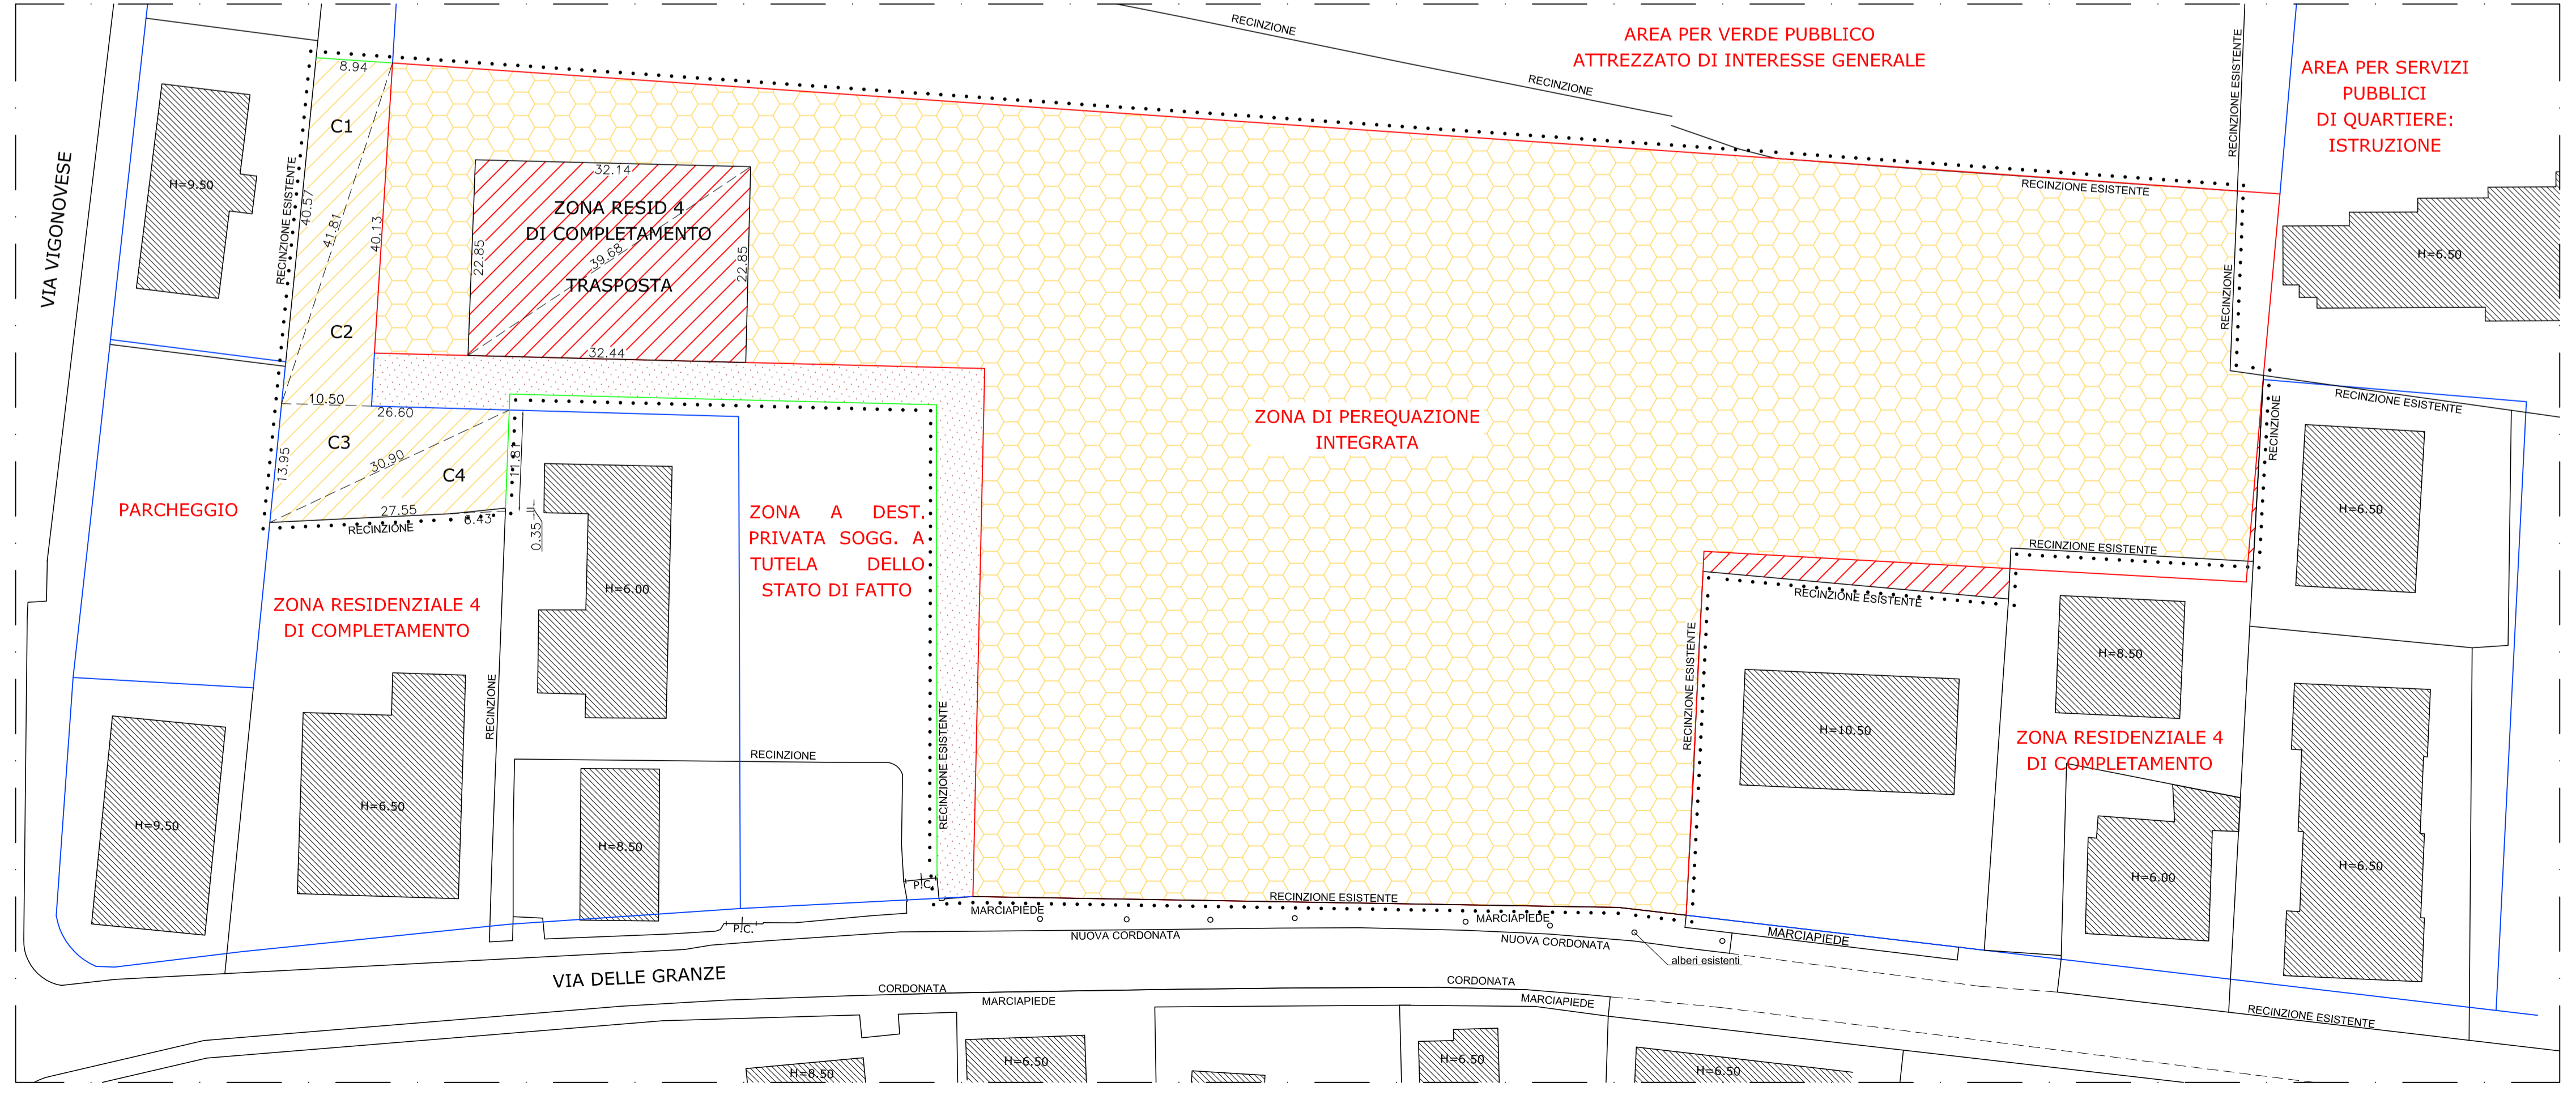 RECINZIONE
AREA PER VERDE PUBBLICO
ATTREZZATO DI INTERESSE GENERALE
RECINZIONE
RECINZIONE ESISTENTE
AREA PER SERVIZI
PUBBLICI
DI QUARTIERE:
ISTRUZIONE
8.94
C1
VIA VIGONOVESE
H=9.50
RECINZIONE ESISTENTE
40.57
41.81
40.13
32.14
ZONA RESID 4
DI COMPLETAMENTO
39.68
TRASPOSTA
22.85
22.85
32.44
RECINZIONE ESISTENTE
RECINZIONE
H=6.50
C2
10.50
26.60
C3
30.90
C4
13.95
11.81
27.55
6.43
0.35
RECINZIONE
PARCHEGGIO
ZONA DI PEREQUAZIONE
INTEGRATA
RECINZIONE ESISTENTE
RECINZIONE
H=6.50
ZONA A DEST.
PRIVATA SOGG. A
TUTELA DELLO
STATO DI FATTO
H=6.00
ZONA RESIDENZIALE 4
DI COMPLETAMENTO
RECINZIONE ESISTENTE
RECINZIONE ESISTENTE
RECINZIONE ESISTENTE
H=8.50
H=10.50
ZONA RESIDENZIALE 4
DI COMPLETAMENTO
RECINZIONE
RECINZIONE
RECINZIONE ESISTENTE
H=6.50
H=9.50
H=8.50
H=6.50
H=6.00
P.C.
P.C.
MARCIAPIEDE
RECINZIONE ESISTENTE
MARCIAPIEDE
MARCIAPIEDE
NUOVA CORDONATA
NUOVA CORDONATA
alberi esistenti
VIA DELLE GRANZE
CORDONATA
MARCIAPIEDE
CORDONATA
MARCIAPIEDE
RECINZIONE ESISTENTE
H=8.50
H=6.50
H=6.50
H=6.50